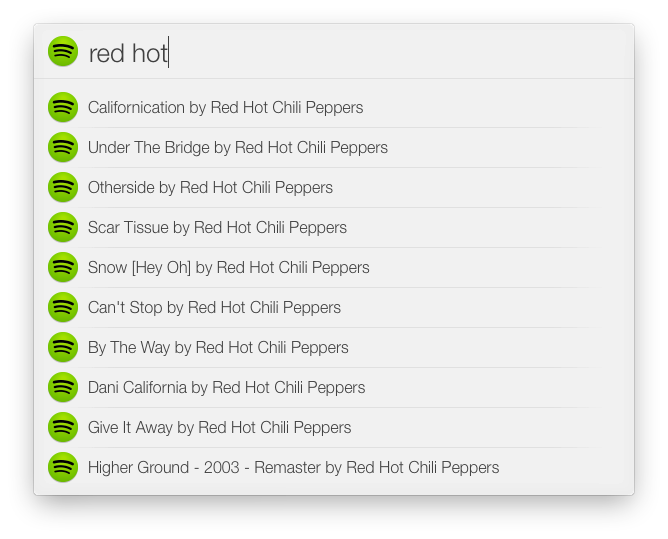 red hot
Californication by Red Hot Chili Peppers
Under The Bridge by Red Hot Chili Peppers
Otherside by Red Hot Chili Peppers
Scar Tissue by Red Hot Chili Peppers
Snow [Hey Oh] by Red Hot Chili Peppers
Can't Stop by Red Hot Chili Peppers
By The Way by Red Hot Chili Peppers
Dani California by Red Hot Chili Peppers
Give It Away by Red Hot Chili Peppers
Higher Ground - 2003 - Remaster by Red Hot Chili Peppers